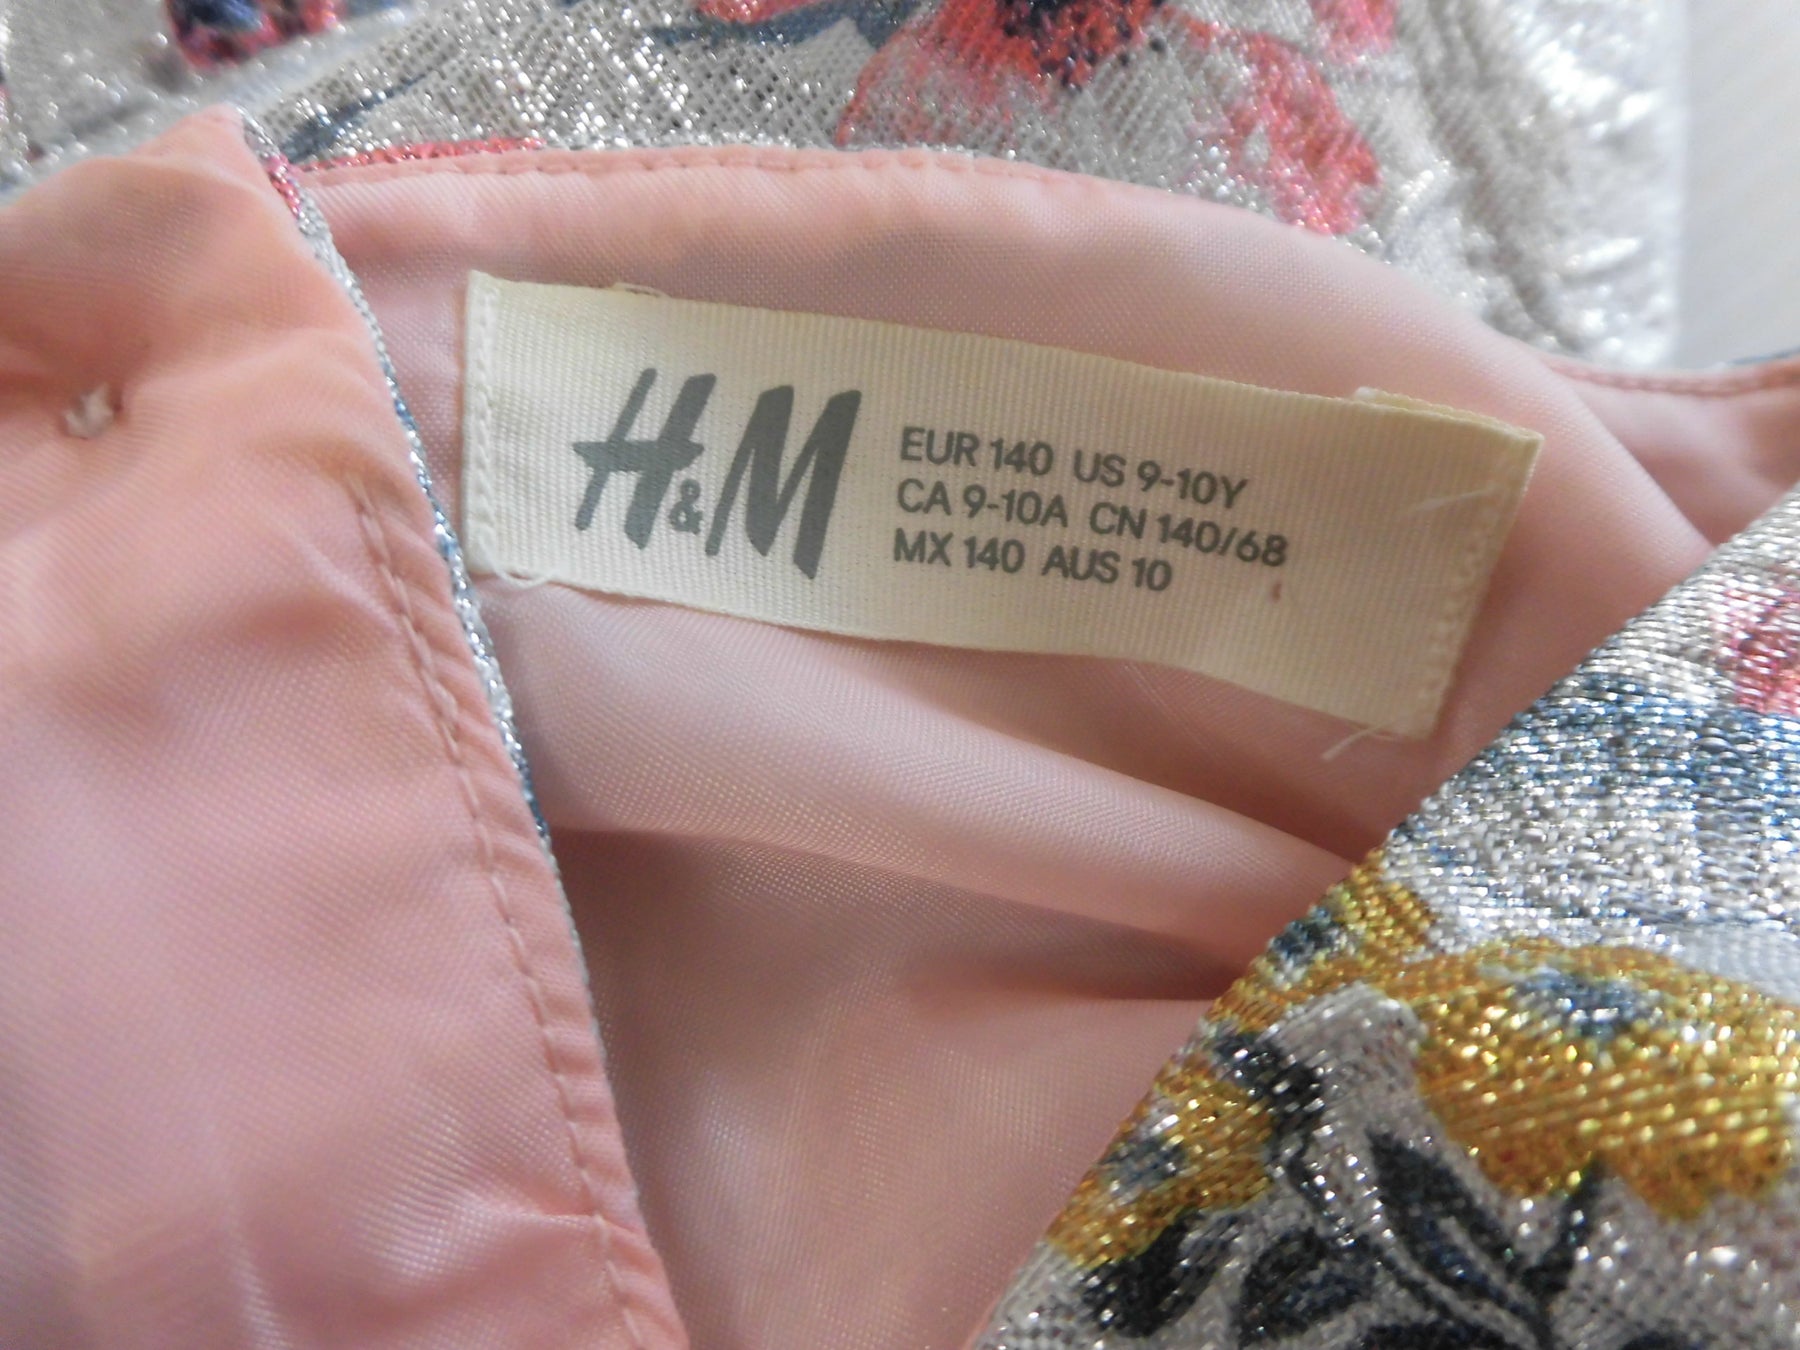 H&M
EUR 140 US 9-10Y
CA 9-10A CN 140/68
MX 140 AUS 10